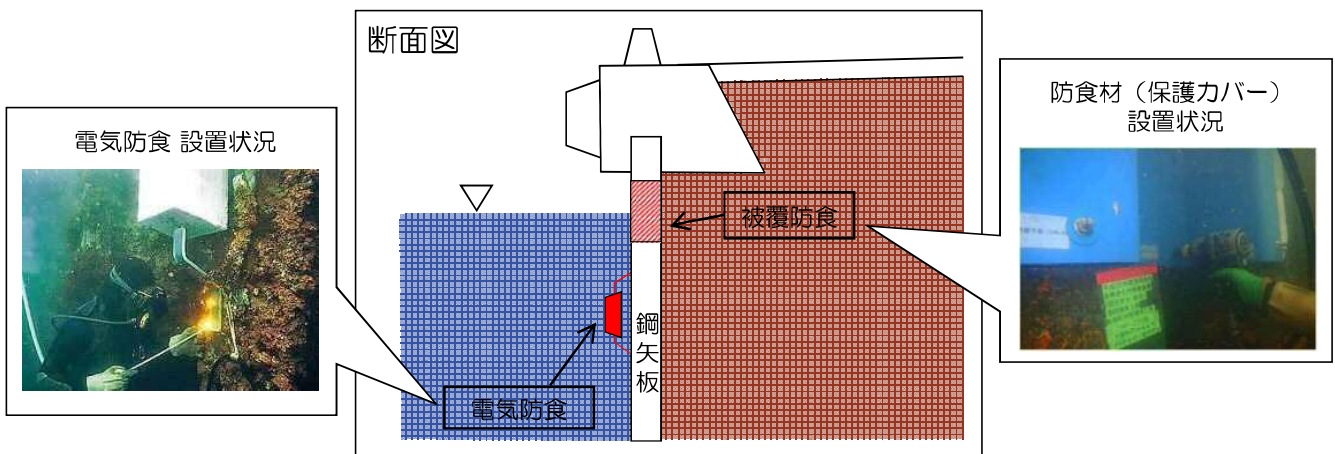 断面図
電気防食 設置状況
防食材（保護カバー）
設置状況
被覆防食
鋼矢板
電気防食